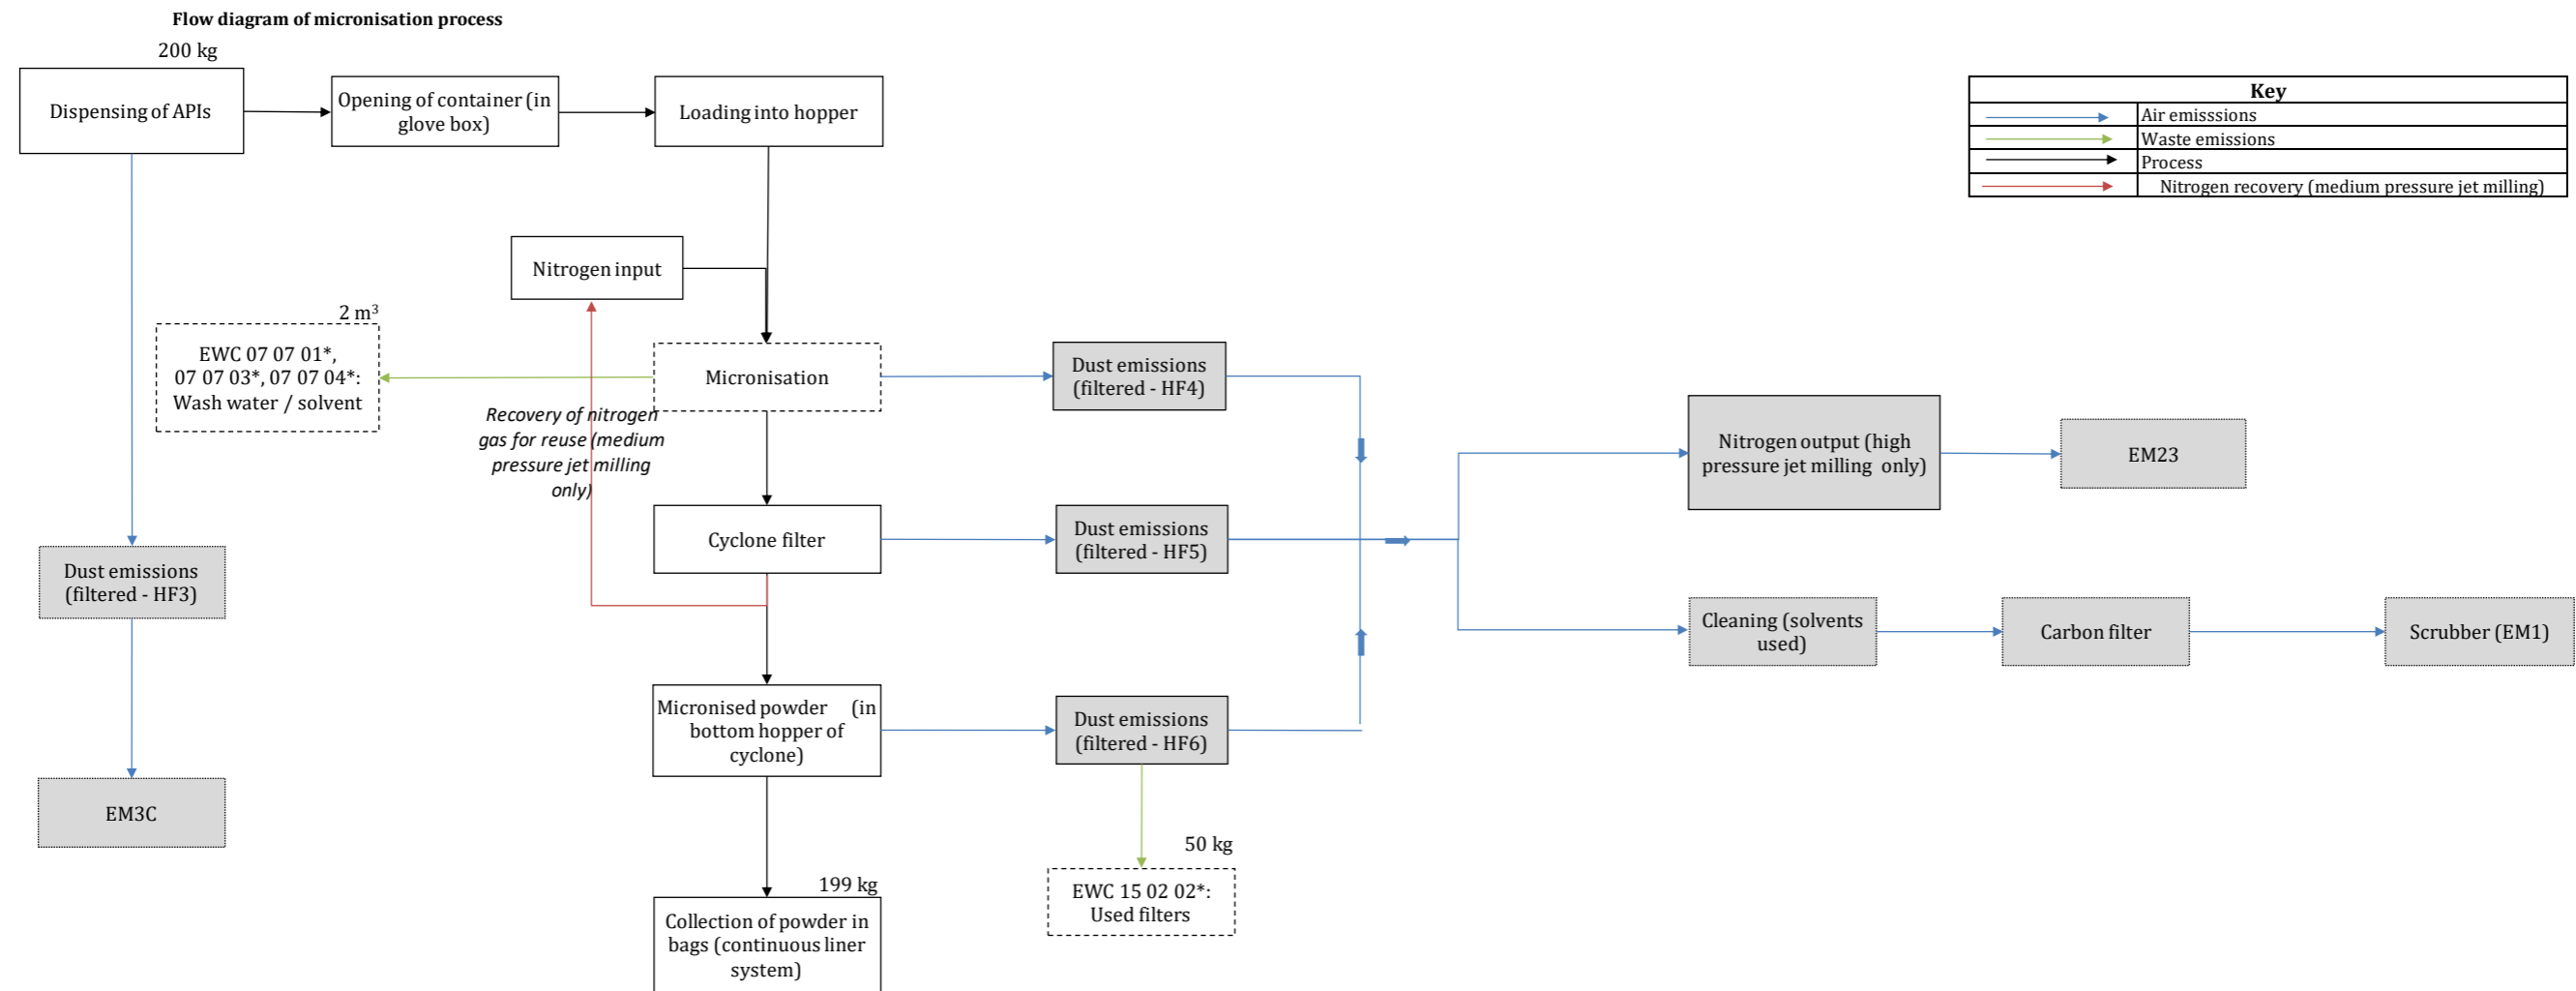 Flow diagram of micronisation process
200 kg
Dispensing of APIs
Opening of container (in
glove box)
Loading into hopper
Key
Air emisssions
Waste emissions
Process
Nitrogen recovery (medium pressure jet milling)
Nitrogen input
2 m³
EWC 07 07 01*,
07 07 03*, 07 07 04*:
Wash water / solvent
Micronisation
Dust emissions
(filtered - HF4)
Recovery of nitrogen
gas for reuse (medium
pressure jet milling
only)
Nitrogen output (high
pressure jet milling only)
EM23
Cyclone filter
Dust emissions
(filtered - HF5)
Dust emissions
(filtered - HF3)
Cleaning (solvents
used)
Carbon filter
Scrubber (EM1)
Micronised powder (in
bottom hopper of
cyclone)
Dust emissions
(filtered - HF6)
EM3C
50 kg
EWC 15 02 02*:
Used filters
199 kg
Collection of powder in
bags (continuous liner
system)